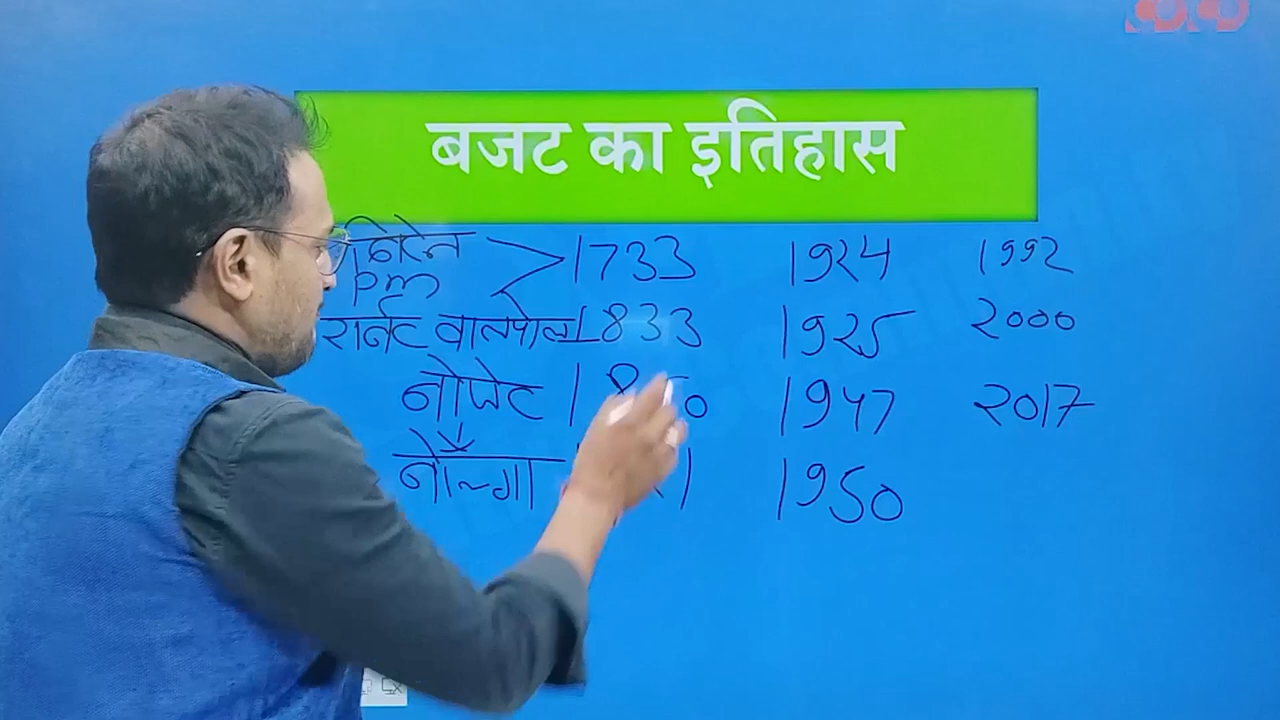 बजट का इतिहास
ब्रिटेन 1733 1924 1992
pm
रार्बट वालपोल 1833 1925 2000
1947 2017
1950